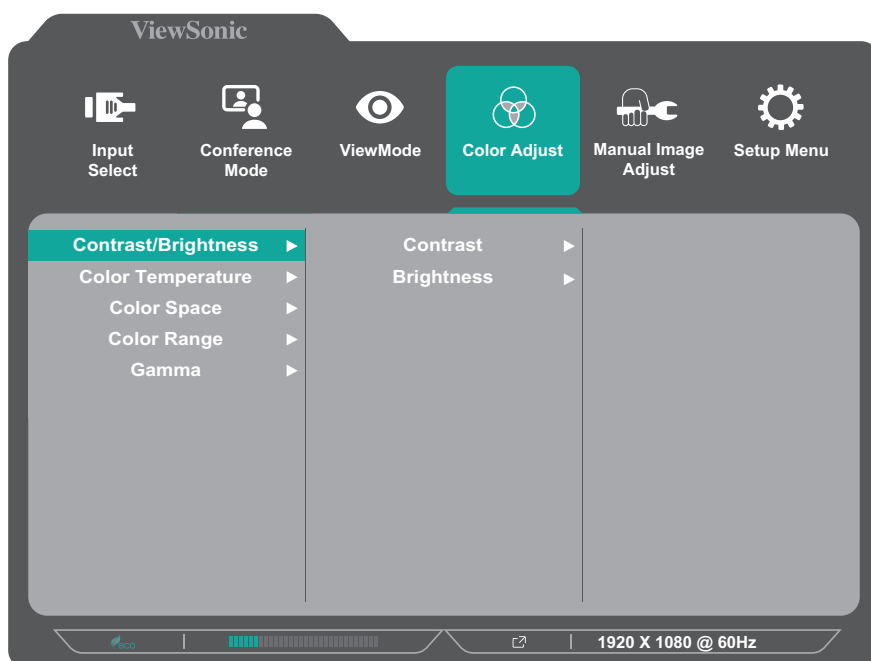 ViewSonic
Input
Select
Conference
Mode
ViewMode
Color Adjust
Manual Image
Adjust
Setup Menu
Contrast/Brightness
Color Temperature
Color Space
Color Range
Gamma
Contrast
Brightness
eco
1920 X 1080 @ 60Hz